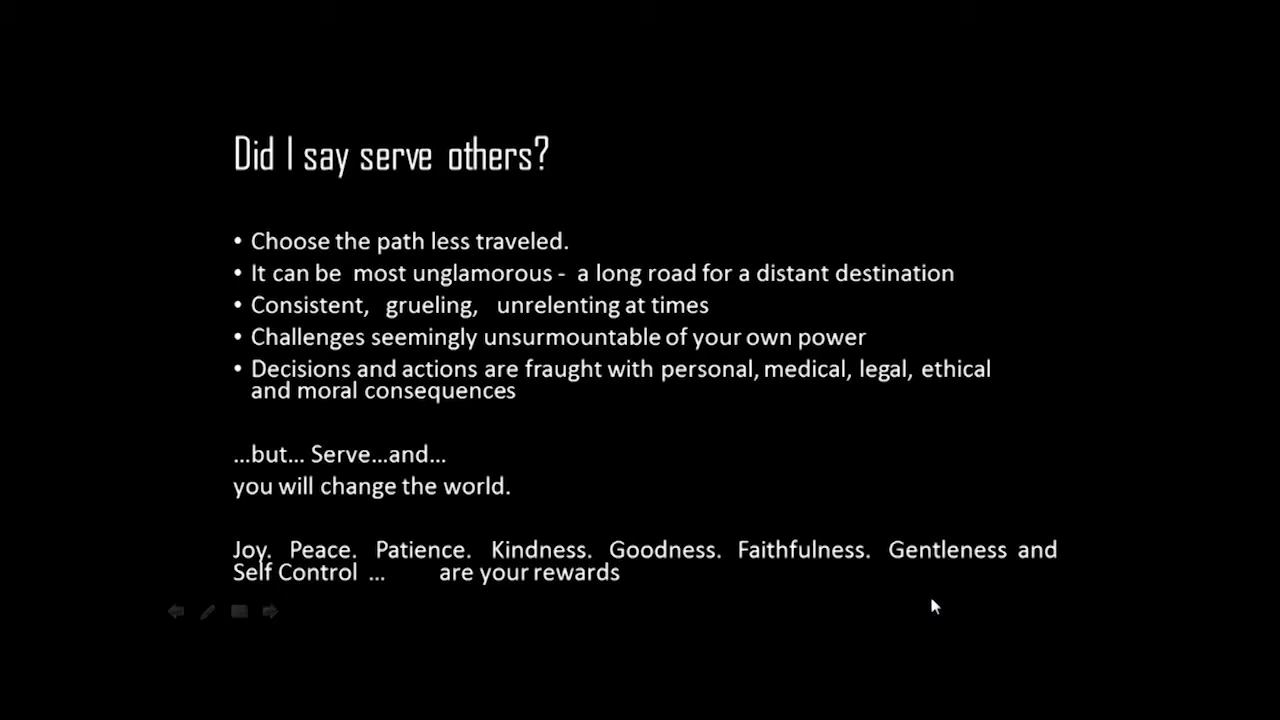 Did I say serve others?
• Choose the path less traveled.
• It can be most unglamorous - a long road for a distant destination
• Consistent, grueling, unrelenting at times
• Challenges seemingly unsurmountable of your own power
• Decisions and actions are fraught with personal, medical, legal, ethical
and moral consequences
...but... Serve...and...
you will change the world.
Joy. Peace. Patience. Kindness. Goodness. Faithfulness. Gentleness and
Self Control ... are your rewards